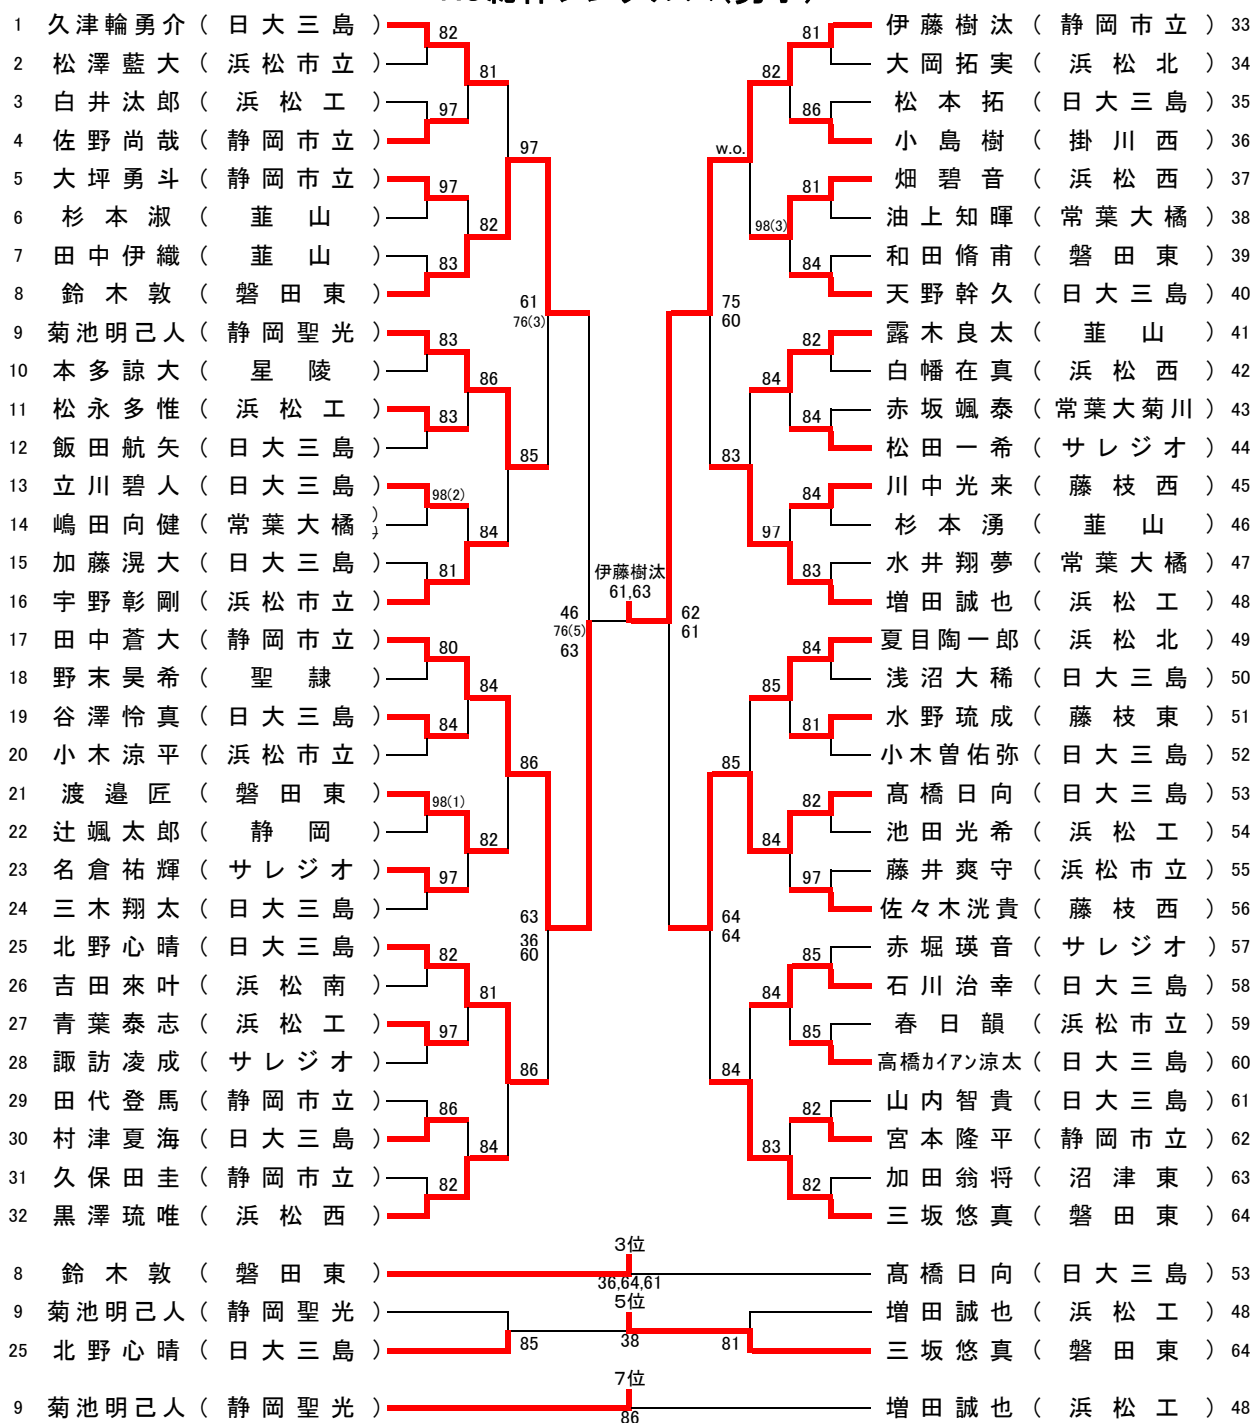 1 久津輪勇介 ( 日大三島 ) 82 81 伊藤樹汰 ( 静岡市立 ) 33
2 松澤藍大 ( 浜松市立 ) 81 82 大岡拓実 ( 浜松北 ) 34
3 白井汰郎 ( 浜松工 ) 97 86 松本拓 ( 日大三島 ) 35
4 佐野尚哉 ( 静岡市立 ) 97 w.o. 小島樹 ( 掛川西 ) 36
5 大坪勇斗 ( 静岡市立 ) 97 81 畑碧音 ( 浜松西 ) 37
6 杉本淑 ( 韮山 ) 82 98(3) 油上知暉 ( 常葉大橘 ) 38
7 田中伊織 ( 韮山 ) 83 84 和田脩甫 ( 磐田東 ) 39
8 鈴木敦 ( 磐田東 ) 61 76(3) 75 60 天野幹久 ( 日大三島 ) 40
9 菊池明己人 ( 静岡聖光 ) 83 82 露木良太 ( 韮山 ) 41
10 本多諒大 ( 星陵 ) 86 84 白幡在真 ( 浜松西 ) 42
11 松永多惟 ( 浜松工 ) 83 84 赤坂颯泰 ( 常葉大菊川 ) 43
12 飯田航矢 ( 日大三島 ) 85 83 松田一希 ( サレジオ ) 44
13 立川碧人 ( 日大三島 ) 98(2) 84 川中光来 ( 藤枝西 ) 45
14 嶋田向健 ( 常葉大橘 ) 84 97 杉本湧 ( 韮山 ) 46
15 加藤滉大 ( 日大三島 ) 81 83 水井翔夢 ( 常葉大橘 ) 47
伊藤樹汰
61,63
16 宇野彰剛 ( 浜松市立 ) 46 76(5) 63 62 61 増田誠也 ( 浜松工 ) 48
17 田中蒼大 ( 静岡市立 ) 80 84 夏目陶一郎 ( 浜松北 ) 49
18 野末昊希 ( 聖隷 ) 84 85 浅沼大稀 ( 日大三島 ) 50
19 谷澤怜真 ( 日大三島 ) 84 81 水野琉成 ( 藤枝東 ) 51
20 小木涼平 ( 浜松市立 ) 86 85 小木曽佑弥 ( 日大三島 ) 52
21 渡邉匠 ( 磐田東 ) 98(1) 82 髙橋日向 ( 日大三島 ) 53
22 辻颯太郎 ( 静岡 ) 82 84 池田光希 ( 浜松工 ) 54
23 名倉祐輝 ( サレジオ ) 97 97 藤井爽守 ( 浜松市立 ) 55
24 三木翔太 ( 日大三島 ) 63 36 60 64 64 佐々木洸貴 ( 藤枝西 ) 56
25 北野心晴 ( 日大三島 ) 82 85 赤堀瑛音 ( サレジオ ) 57
26 吉田來叶 ( 浜松南 ) 81 84 石川治幸 ( 日大三島 ) 58
27 青葉泰志 ( 浜松工 ) 97 85 春日韻 ( 浜松市立 ) 59
28 諏訪凌成 ( サレジオ ) 86 84 高橋カイアン涼太 ( 日大三島 ) 60
29 田代登馬 ( 静岡市立 ) 86 82 山内智貴 ( 日大三島 ) 61
30 村津夏海 ( 日大三島 ) 84 83 宮本隆平 ( 静岡市立 ) 62
31 久保田圭 ( 静岡市立 ) 82 82 加田翁将 ( 沼津東 ) 63
32 黒澤琉唯 ( 浜松西 ) 三坂悠真 ( 磐田東 ) 64
3位
8 鈴木敦 ( 磐田東 ) 36,64,61 髙橋日向 ( 日大三島 ) 53
5位
9 菊池明己人 ( 静岡聖光 ) 増田誠也 ( 浜松工 ) 48
25 北野心晴 ( 日大三島 ) 85 38 81 三坂悠真 ( 磐田東 ) 64
7位
9 菊池明己人 ( 静岡聖光 ) 86 増田誠也 ( 浜松工 ) 48